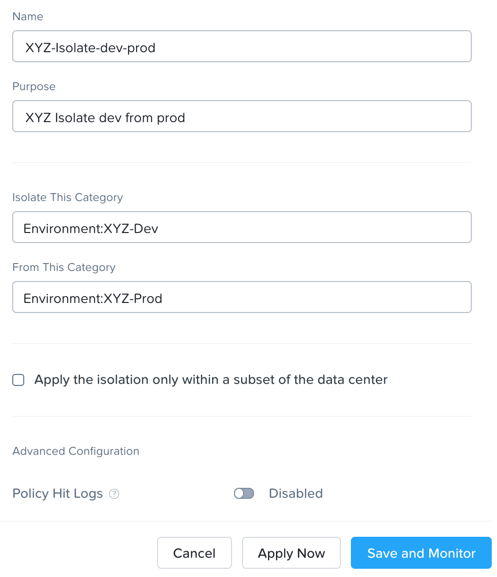 Name
XYZ-Isolate-dev-prod
Purpose
XYZ Isolate dev from prod
Isolate This Category
Environment:XYZ-Dev
From This Category
Environment:XYZ-Prod
Apply the isolation only within a subset of the data center
Advanced Configuration
Policy Hit Logs ? Disabled
Cancel Apply Now Save and Monitor